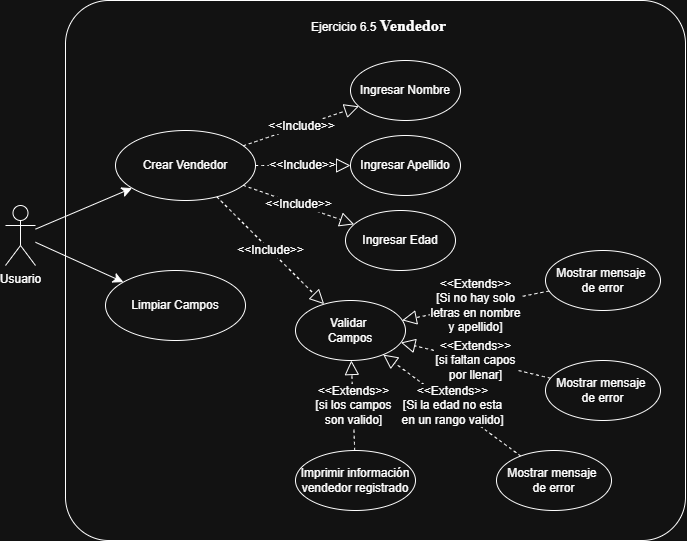 Ejercicio 6.5 Vendedor
Ingresar Nombre
<<Include>>
Crear Vendedor
<<Include>>
Ingresar Apellido
<<Include>>
Ingresar Edad
<<Include>>
Usuario
Limpiar Campos
Validar
Campos
<<Extends>>
[Si no hay solo
letras en nombre
y apellido]
Mostrar mensaje
de error
<<Extends>>
[si faltan capos
por llenar]
Mostrar mensaje
de error
<<Extends>>
[si los campos
son valido]
<<Extends>>
[Si la edad no esta
en un rango valido]
Imprimir información
vendedor registrado
Mostrar mensaje
de error